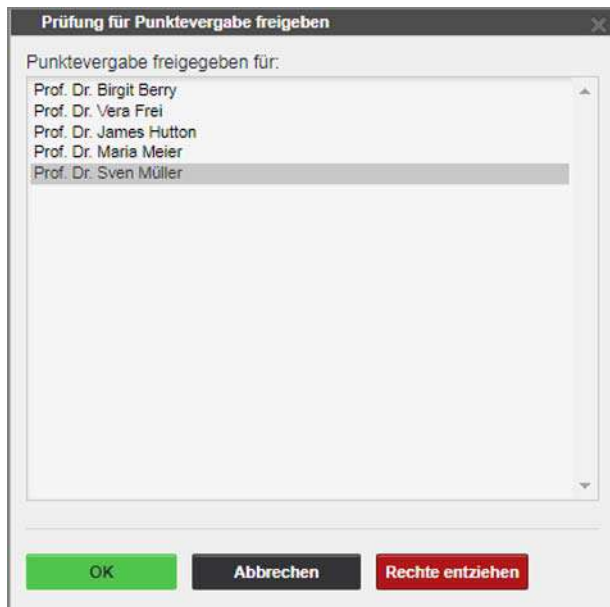 Prüfung für Punktevergabe freigeben
Punktevergabe freigegeben für:
Prof. Dr. Birgit Berry
Prof. Dr. Vera Frei
Prof. Dr. James Hutton
Prof. Dr. Maria Meier
Prof. Dr. Sven Müller
OK Abbrechen Rechte entziehen